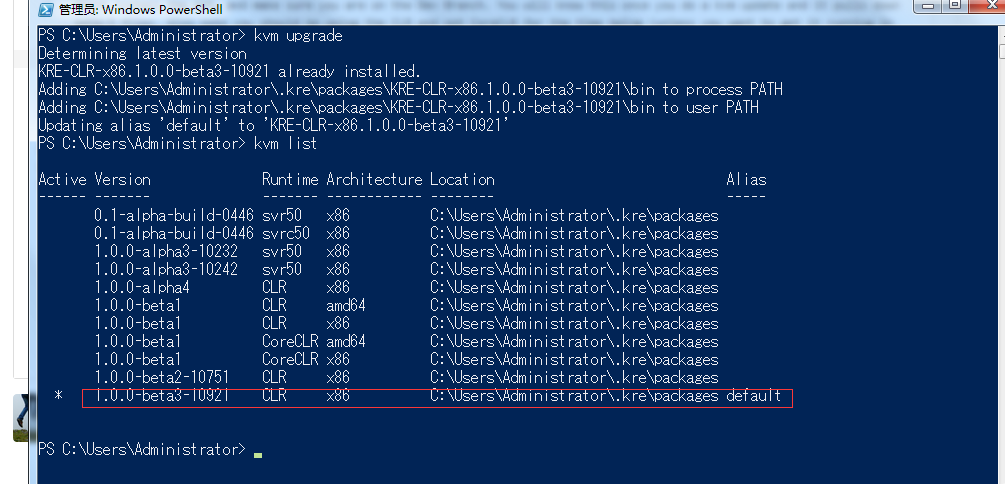 管理员: Windows PowerShell
PS C:\Users\Administrator> kvm upgrade
Determining latest version
KRE-CLR-x86.1.0.0-beta3-10921 already installed.
Adding C:\Users\Administrator\.kre\packages\KRE-CLR-x86.1.0.0-beta3-10921\bin to process PATH
Adding C:\Users\Administrator\.kre\packages\KRE-CLR-x86.1.0.0-beta3-10921\bin to user PATH
Updating alias 'default' to 'KRE-CLR-x86.1.0.0-beta3-10921'
PS C:\Users\Administrator> kvm list
Active Version Runtime Architecture Location Alias
------ ------- ------- ------------ -------- -----
0.1-alpha-build-0446 svr50 x86 C:\Users\Administrator\.kre\packages
0.1-alpha-build-0446 svrc50 x86 C:\Users\Administrator\.kre\packages
1.0.0-alpha3-10232 svr50 x86 C:\Users\Administrator\.kre\packages
1.0.0-alpha3-10242 svr50 x86 C:\Users\Administrator\.kre\packages
1.0.0-alpha4 CLR x86 C:\Users\Administrator\.kre\packages
1.0.0-beta1 CLR amd64 C:\Users\Administrator\.kre\packages
1.0.0-beta1 CLR x86 C:\Users\Administrator\.kre\packages
1.0.0-beta1 CoreCLR amd64 C:\Users\Administrator\.kre\packages
1.0.0-beta1 CoreCLR x86 C:\Users\Administrator\.kre\packages
1.0.0-beta2-10751 CLR x86 C:\Users\Administrator\.kre\packages
* 1.0.0-beta3-10921 CLR x86 C:\Users\Administrator\.kre\packages default
PS C:\Users\Administrator>